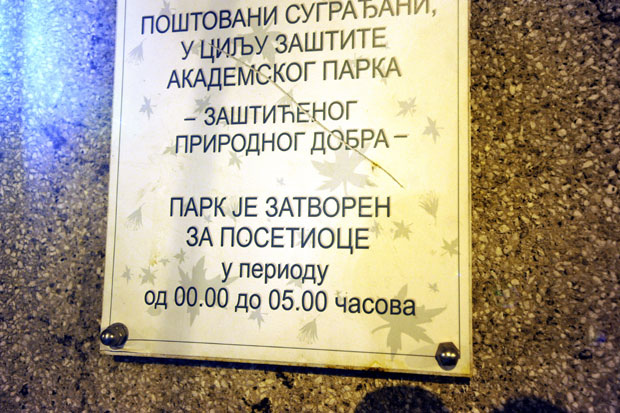 ПОШТОВАНИ СУГРАЂАНИ,
У ЦИЉУ ЗАШТИТЕ
АКАДЕМСКОГ ПАРКА
– ЗАШТИЋЕНОГ
ПРИРОДНОГ ДОБРА –
ПАРК ЈЕ ЗАТВОРЕН
ЗА ПОСЕТИОЦЕ
у периоду
од 00.00 до 05.00 часова